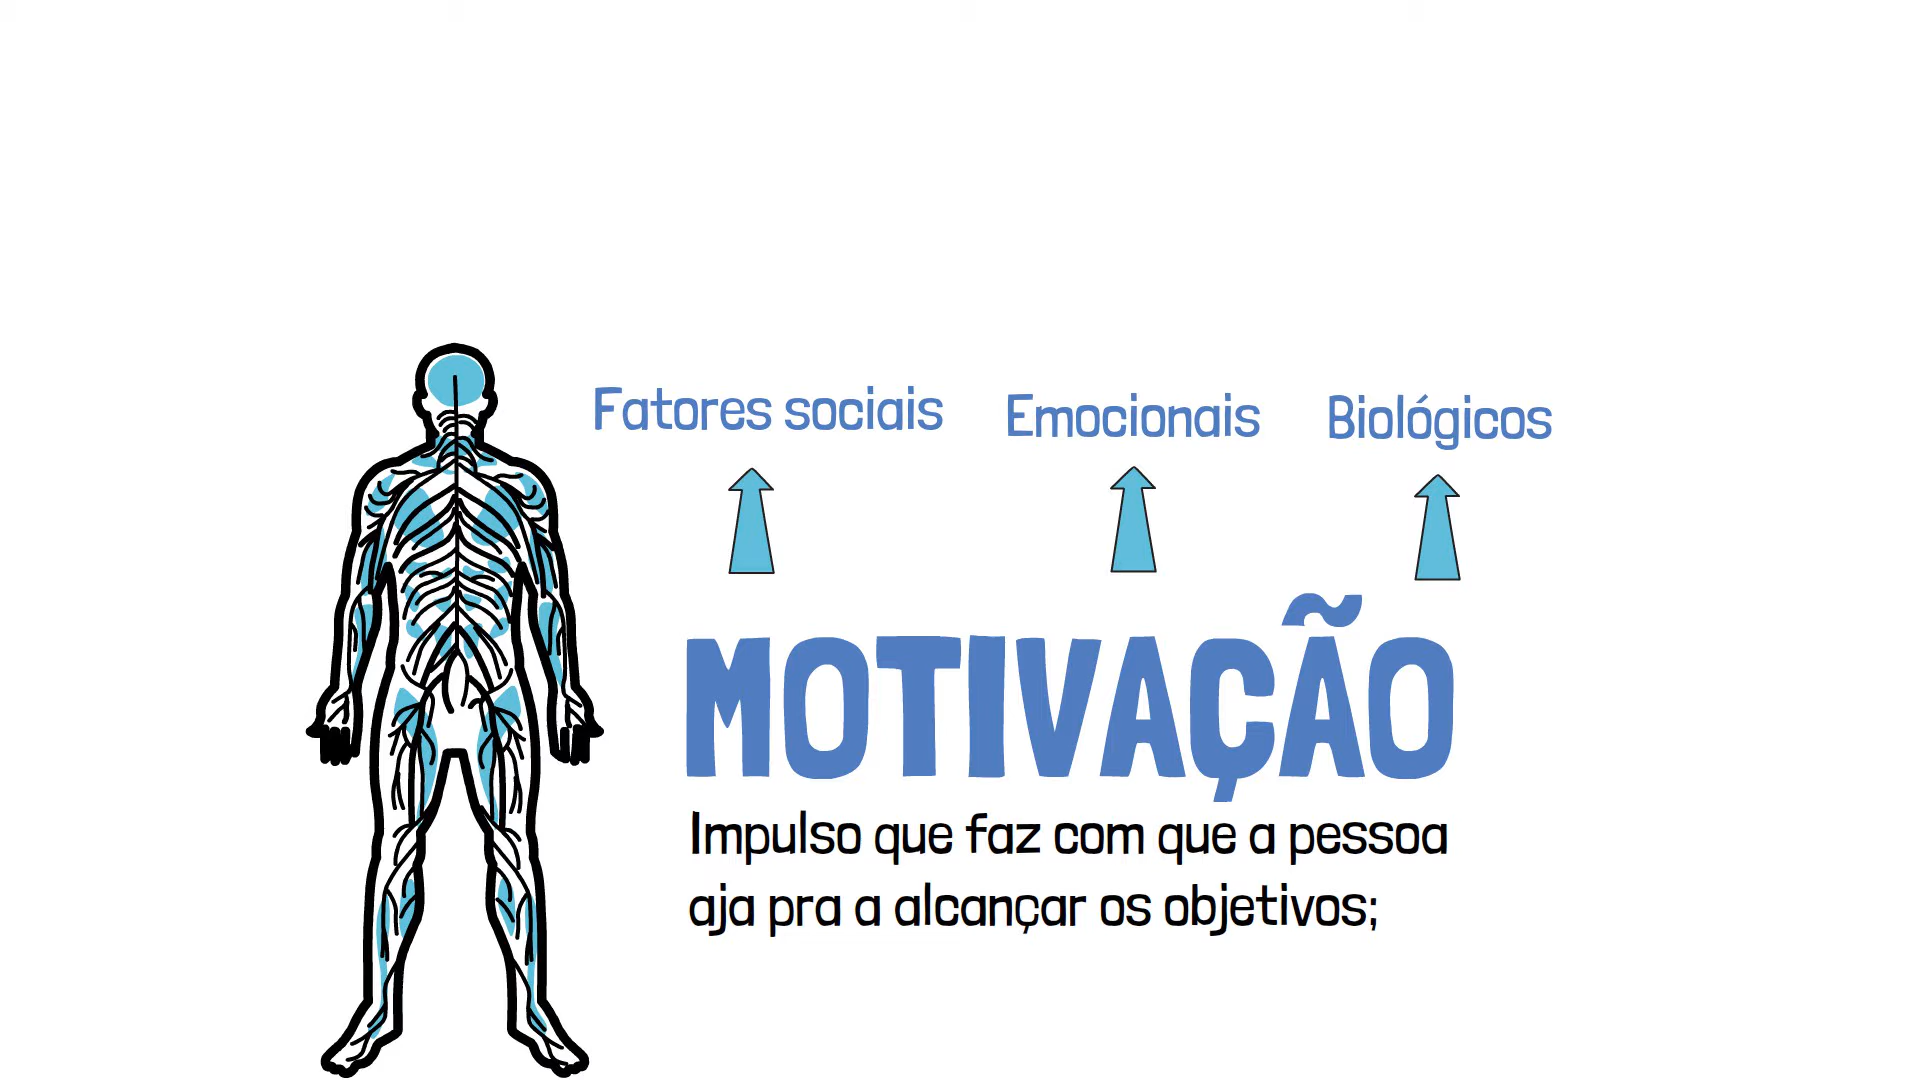 Fatores sociais
Emocionais
Biológicos
MOTIVAÇÃO
Impulso que faz com que a pessoa
aja pra a alcançar os objetivos;